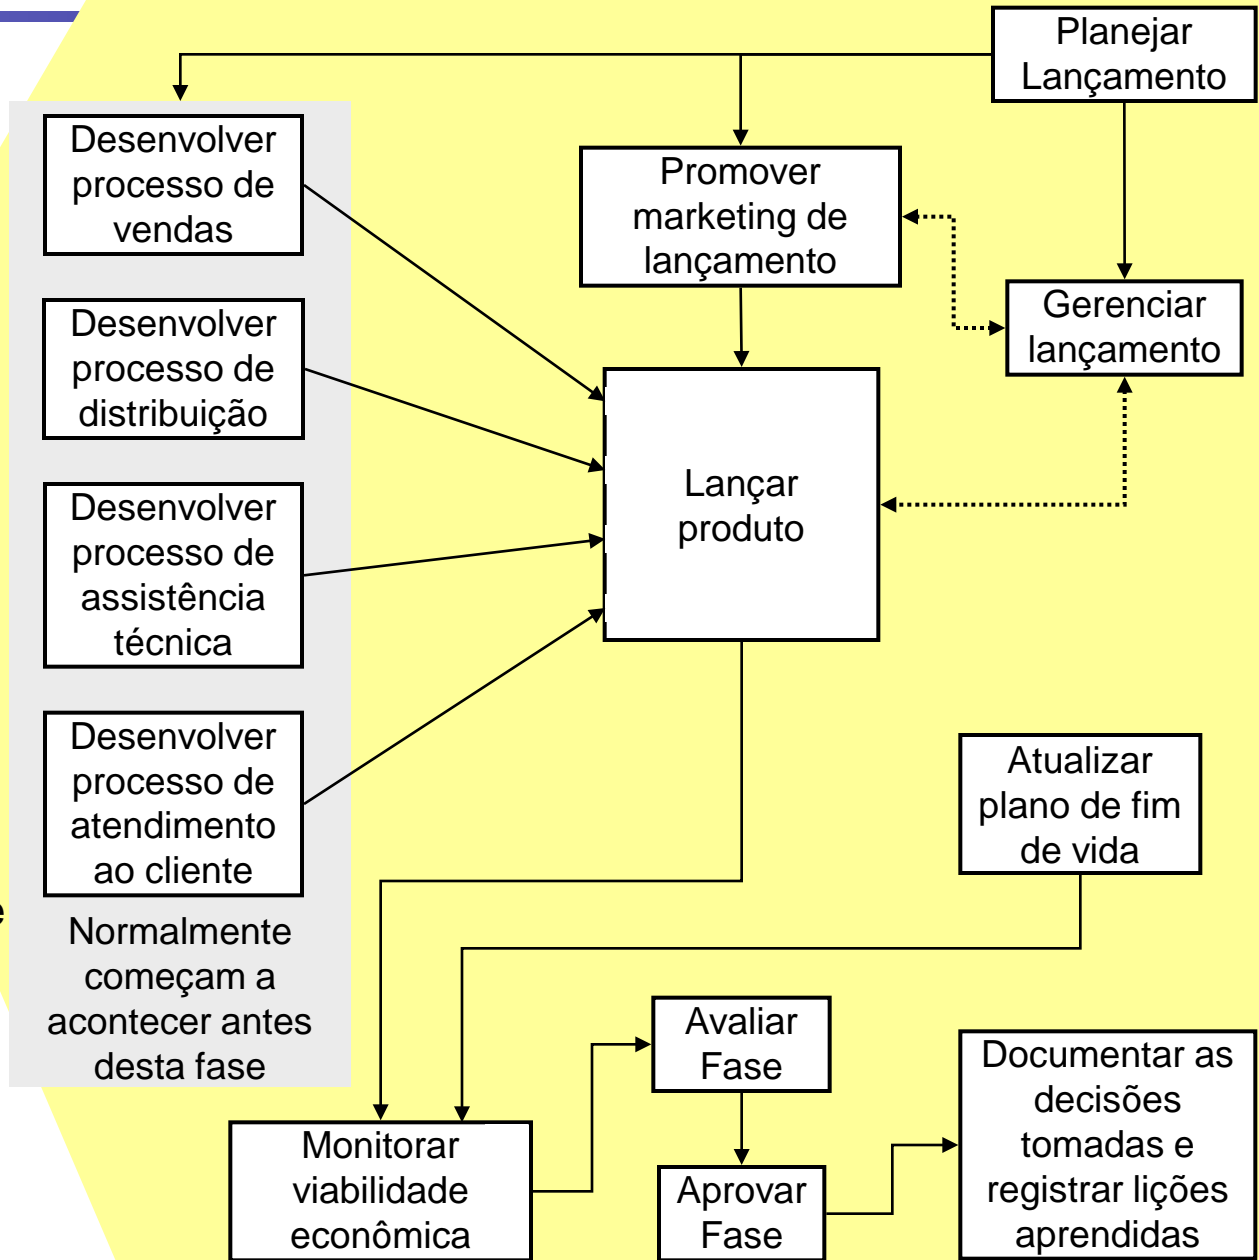 Planejar
Lançamento
Desenvolver
processo de
vendas
Promover
marketing de
lançamento
Gerenciar
lançamento
Desenvolver
processo de
distribuição
Lançar
produto
Desenvolver
processo de
assistência
técnica
Desenvolver
processo de
atendimento
ao cliente
Atualizar
plano de fim
de vida
e
Normalmente
começam a
acontecer antes
desta fase
Avaliar
Fase
Documentar as
decisões
tomadas e
registrar lições
aprendidas
Monitorar
viabilidade
econômica
Aprovar
Fase